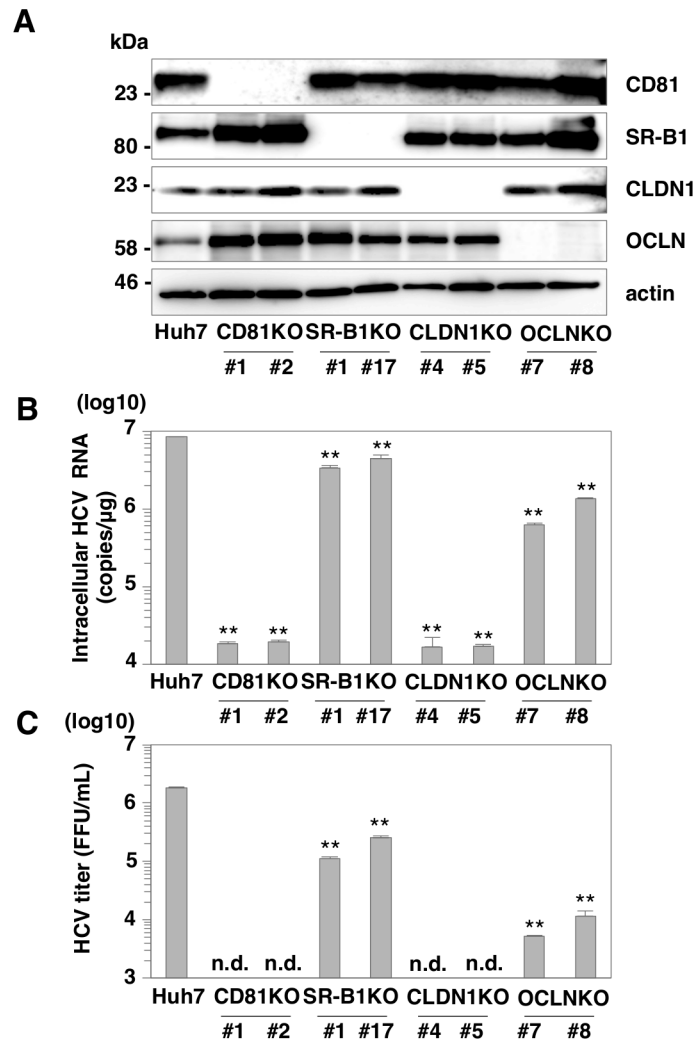 A
kDa
23 - CD81
80 - SR-B1
23 - CLDN1
58 - OCLN
46 - actin
Huh7 CD81KO SR-B1KO CLDN1KO OCLNKO
#1 #2 #1 #17 #4 #5 #7 #8
B (log10)
Intracellular HCV RNA
(copies/µg)
7
** ** ** ** ** ** ** **
6
5
4
Huh7 CD81KO SR-B1KO CLDN1KO OCLNKO
#1 #2 #1 #17 #4 #5 #7 #8
C (log10)
HCV titer (FFU/mL)
7
6
5
4
3
** ** ** **
n.d. n.d. n.d. n.d.
Huh7 CD81KO SR-B1KO CLDN1KO OCLNKO
#1 #2 #1 #17 #4 #5 #7 #8